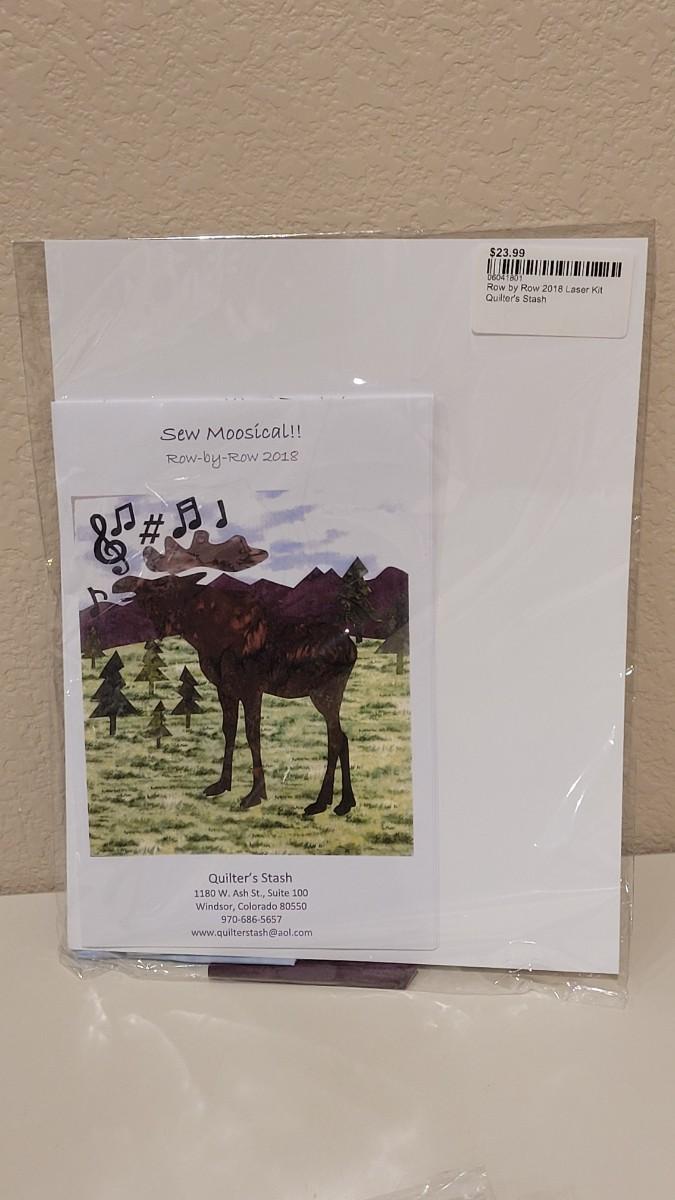 $23.99
06041801
Row by Row 2018 Laser Kit
Quilter's Stash
Sew Moosical!!
Row-by-Row 2018
#
Quilter's Stash
1180 W. Ash St., Suite 100
Windsor, Colorado 80550
970-686-5657
www.quilterstash@aol.com